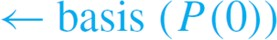 ← basis (P(0))